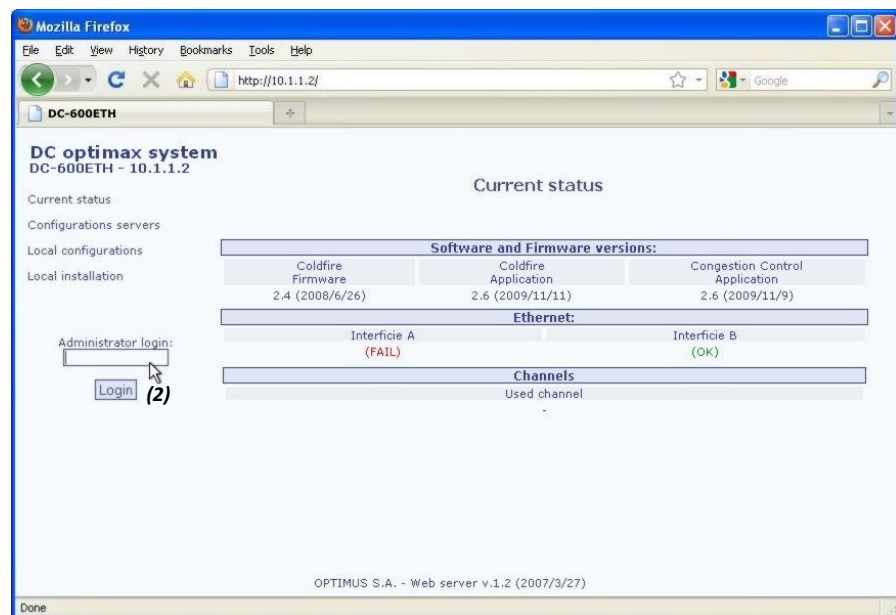 Mozilla Firefox
File Edit View History Bookmarks Tools Help
http://10.1.1.2/
Google
DC-600ETH
DC optimax system
DC-600ETH - 10.1.1.2
Current status
Configurations servers
Local configurations
Local installation
Administrator login:
Login
(2)
Current status
Software and Firmware versions:
Coldfire Firmware
Coldfire Application
Congestion Control Application
2.4 (2008/6/26)
2.6 (2009/11/11)
2.6 (2009/11/9)
Ethernet:
Interficie A
Interficie B
(FAIL)
(OK)
Channels
Used channel
-
OPTIMUS S.A. - Web server v.1.2 (2007/3/27)
Done